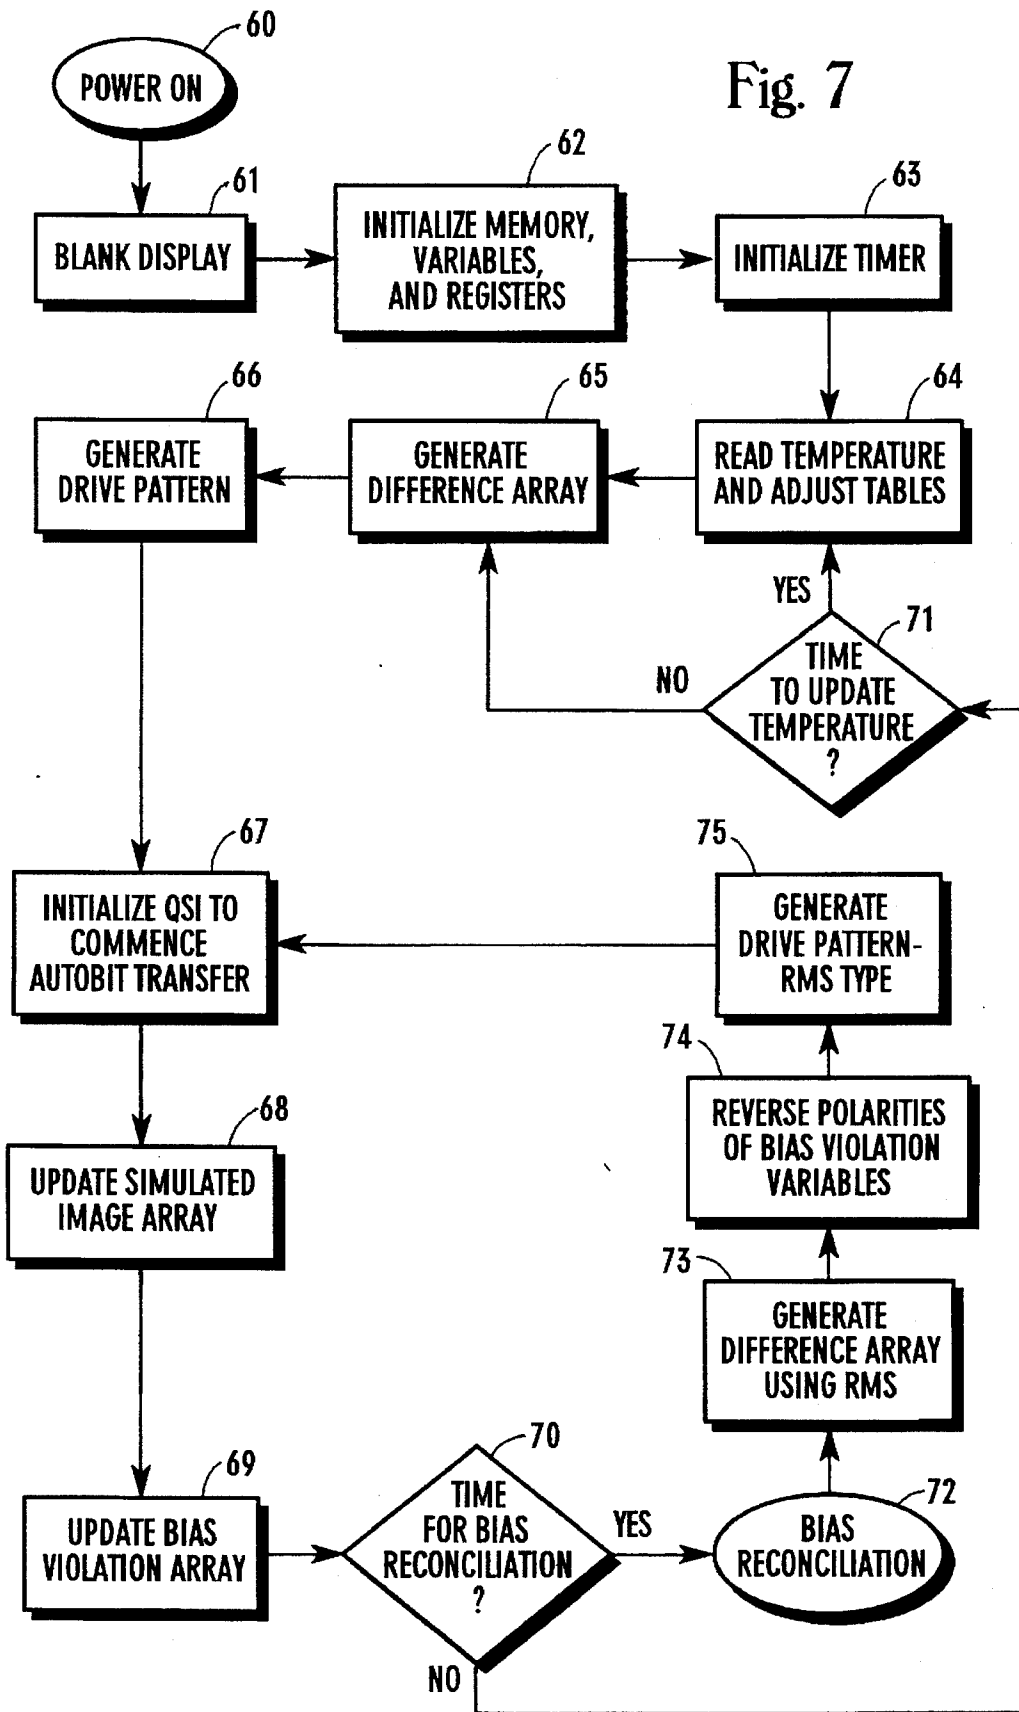 Fig. 7
60
POWER ON
61
BLANK DISPLAY
62
INITIALIZE MEMORY,
VARIABLES,
AND REGISTERS
63
INITIALIZE TIMER
64
READ TEMPERATURE
AND ADJUST TABLES
65
GENERATE
DIFFERENCE ARRAY
66
GENERATE
DRIVE PATTERN
YES
71
TIME
TO UPDATE
TEMPERATURE
?
NO
67
INITIALIZE QSI TO
COMMENCE
AUTOBIT TRANSFER
75
GENERATE
DRIVE PATTERN-
RMS TYPE
74
REVERSE POLARITIES
OF BIAS VIOLATION
VARIABLES
68
UPDATE SIMULATED
IMAGE ARRAY
73
GENERATE
DIFFERENCE ARRAY
USING RMS
69
UPDATE BIAS
VIOLATION ARRAY
70
TIME
FOR BIAS
RECONCILIATION
?
YES
72
BIAS
RECONCILIATION
NO